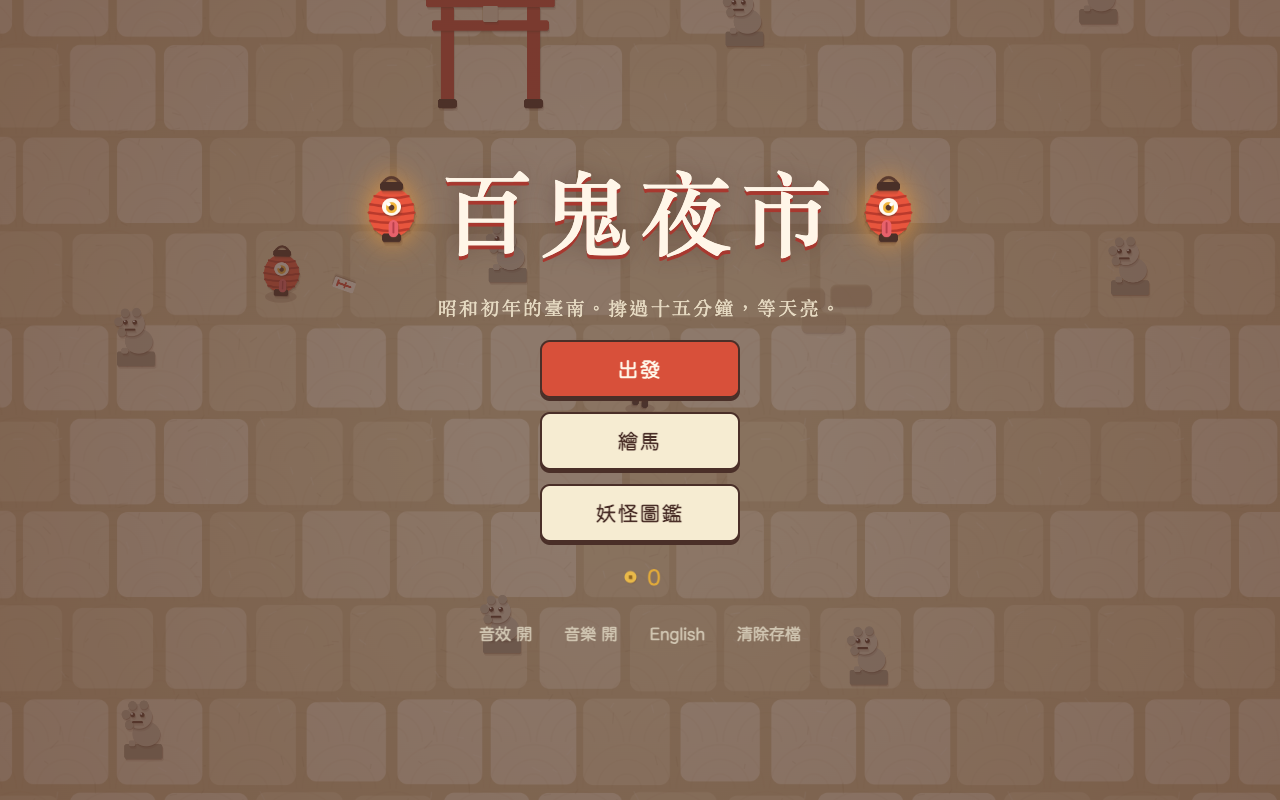 百鬼夜市
昭和初年的臺南。撐過十五分鐘，等天亮。
出發
繪馬
妖怪圖鑑
0
音效 開 音樂 開 English 清除存檔